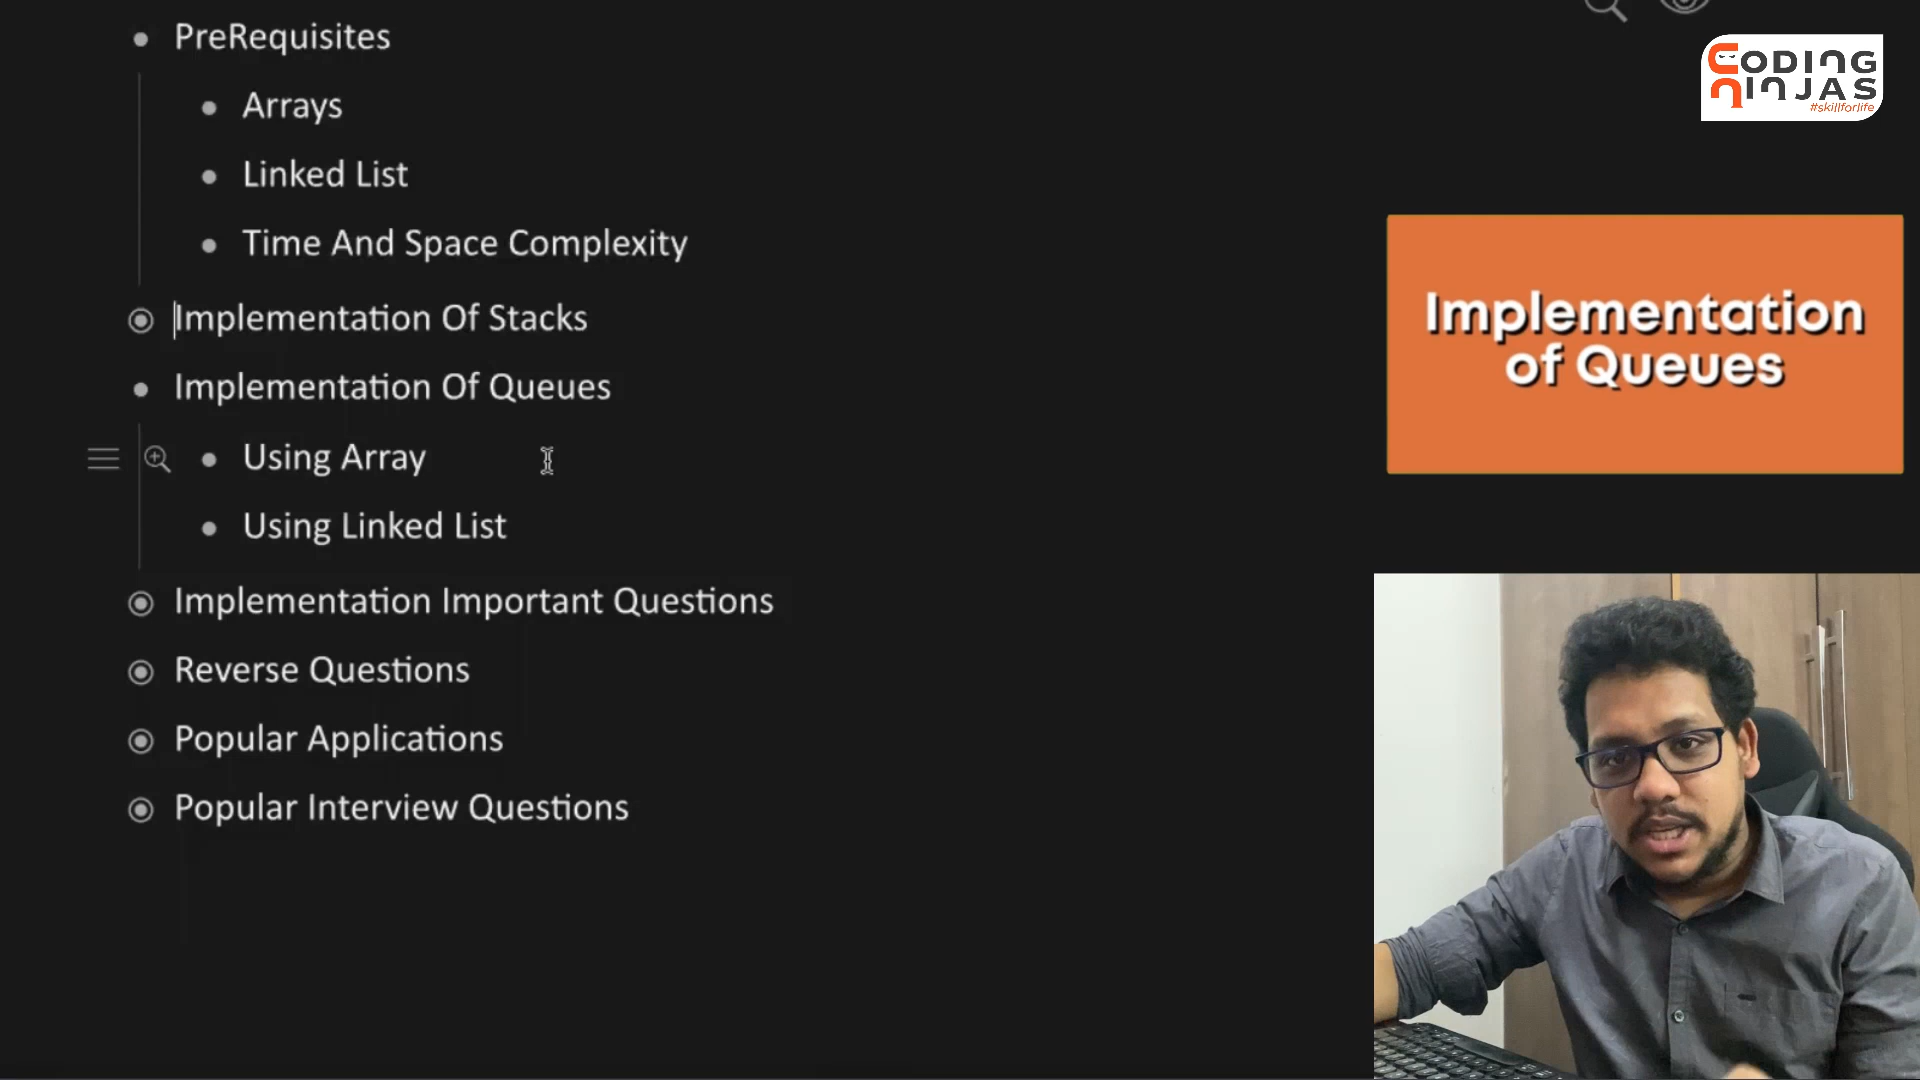 PreRequisites
Arrays
Linked List
Time And Space Complexity
Implementation Of Stacks
Implementation Of Queues
Using Array
Using Linked List
Implementation Important Questions
Reverse Questions
Popular Applications
Popular Interview Questions
CODING
NINJAS
#skillforlife
Implementation
of Queues